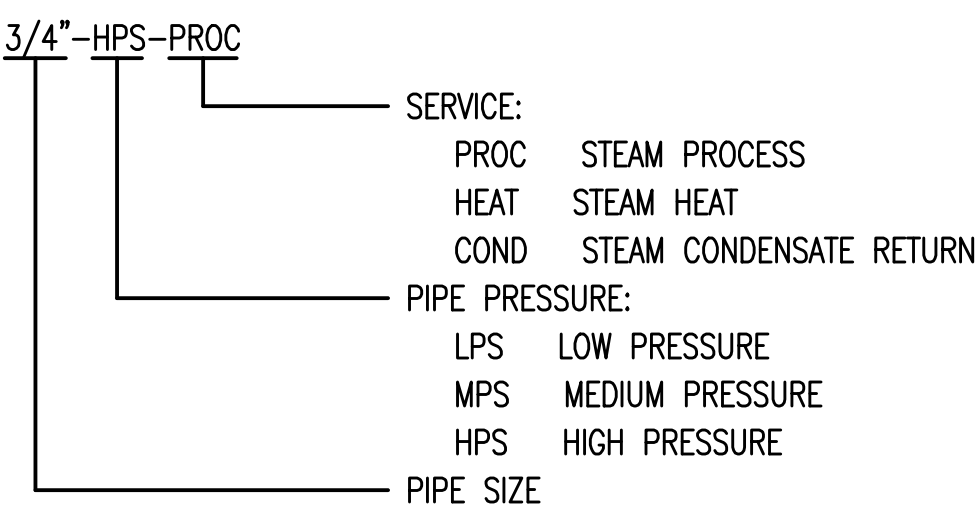 3/4"-HPS-PROC
SERVICE:
PROC STEAM PROCESS
HEAT STEAM HEAT
COND STEAM CONDENSATE RETURN
PIPE PRESSURE:
LPS LOW PRESSURE
MPS MEDIUM PRESSURE
HPS HIGH PRESSURE
PIPE SIZE